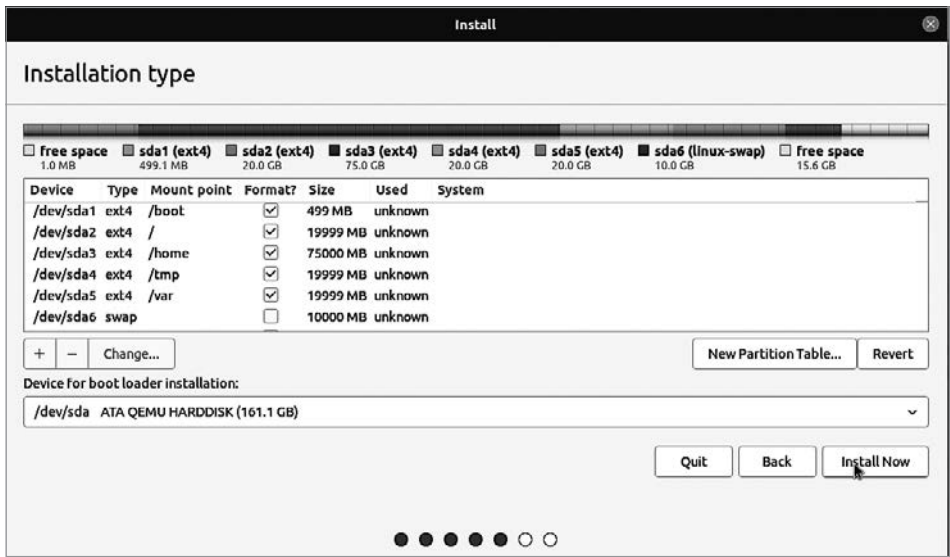 Install
Installation type
free space sda1 (ext4) sda2 (ext4) sda3 (ext4) sda4 (ext4) sda5 (ext4) sda6 (linux-swap) free space
1.0 MB 499.1 MB 20.0 GB 75.0 GB 20.0 GB 20.0 GB 10.0 GB 15.6 GB
Device Type Mount point Format? Size Used System
/dev/sda1 ext4 /boot 499 MB unknown
/dev/sda2 ext4 / 19999 MB unknown
/dev/sda3 ext4 /home 75000 MB unknown
/dev/sda4 ext4 /tmp 19999 MB unknown
/dev/sda5 ext4 /var 19999 MB unknown
/dev/sda6 swap 10000 MB unknown
+ − Change... New Partition Table... Revert
Device for boot loader installation:
/dev/sda ATA QEMU HARDDISK (161.1 GB)
Quit Back Install Now